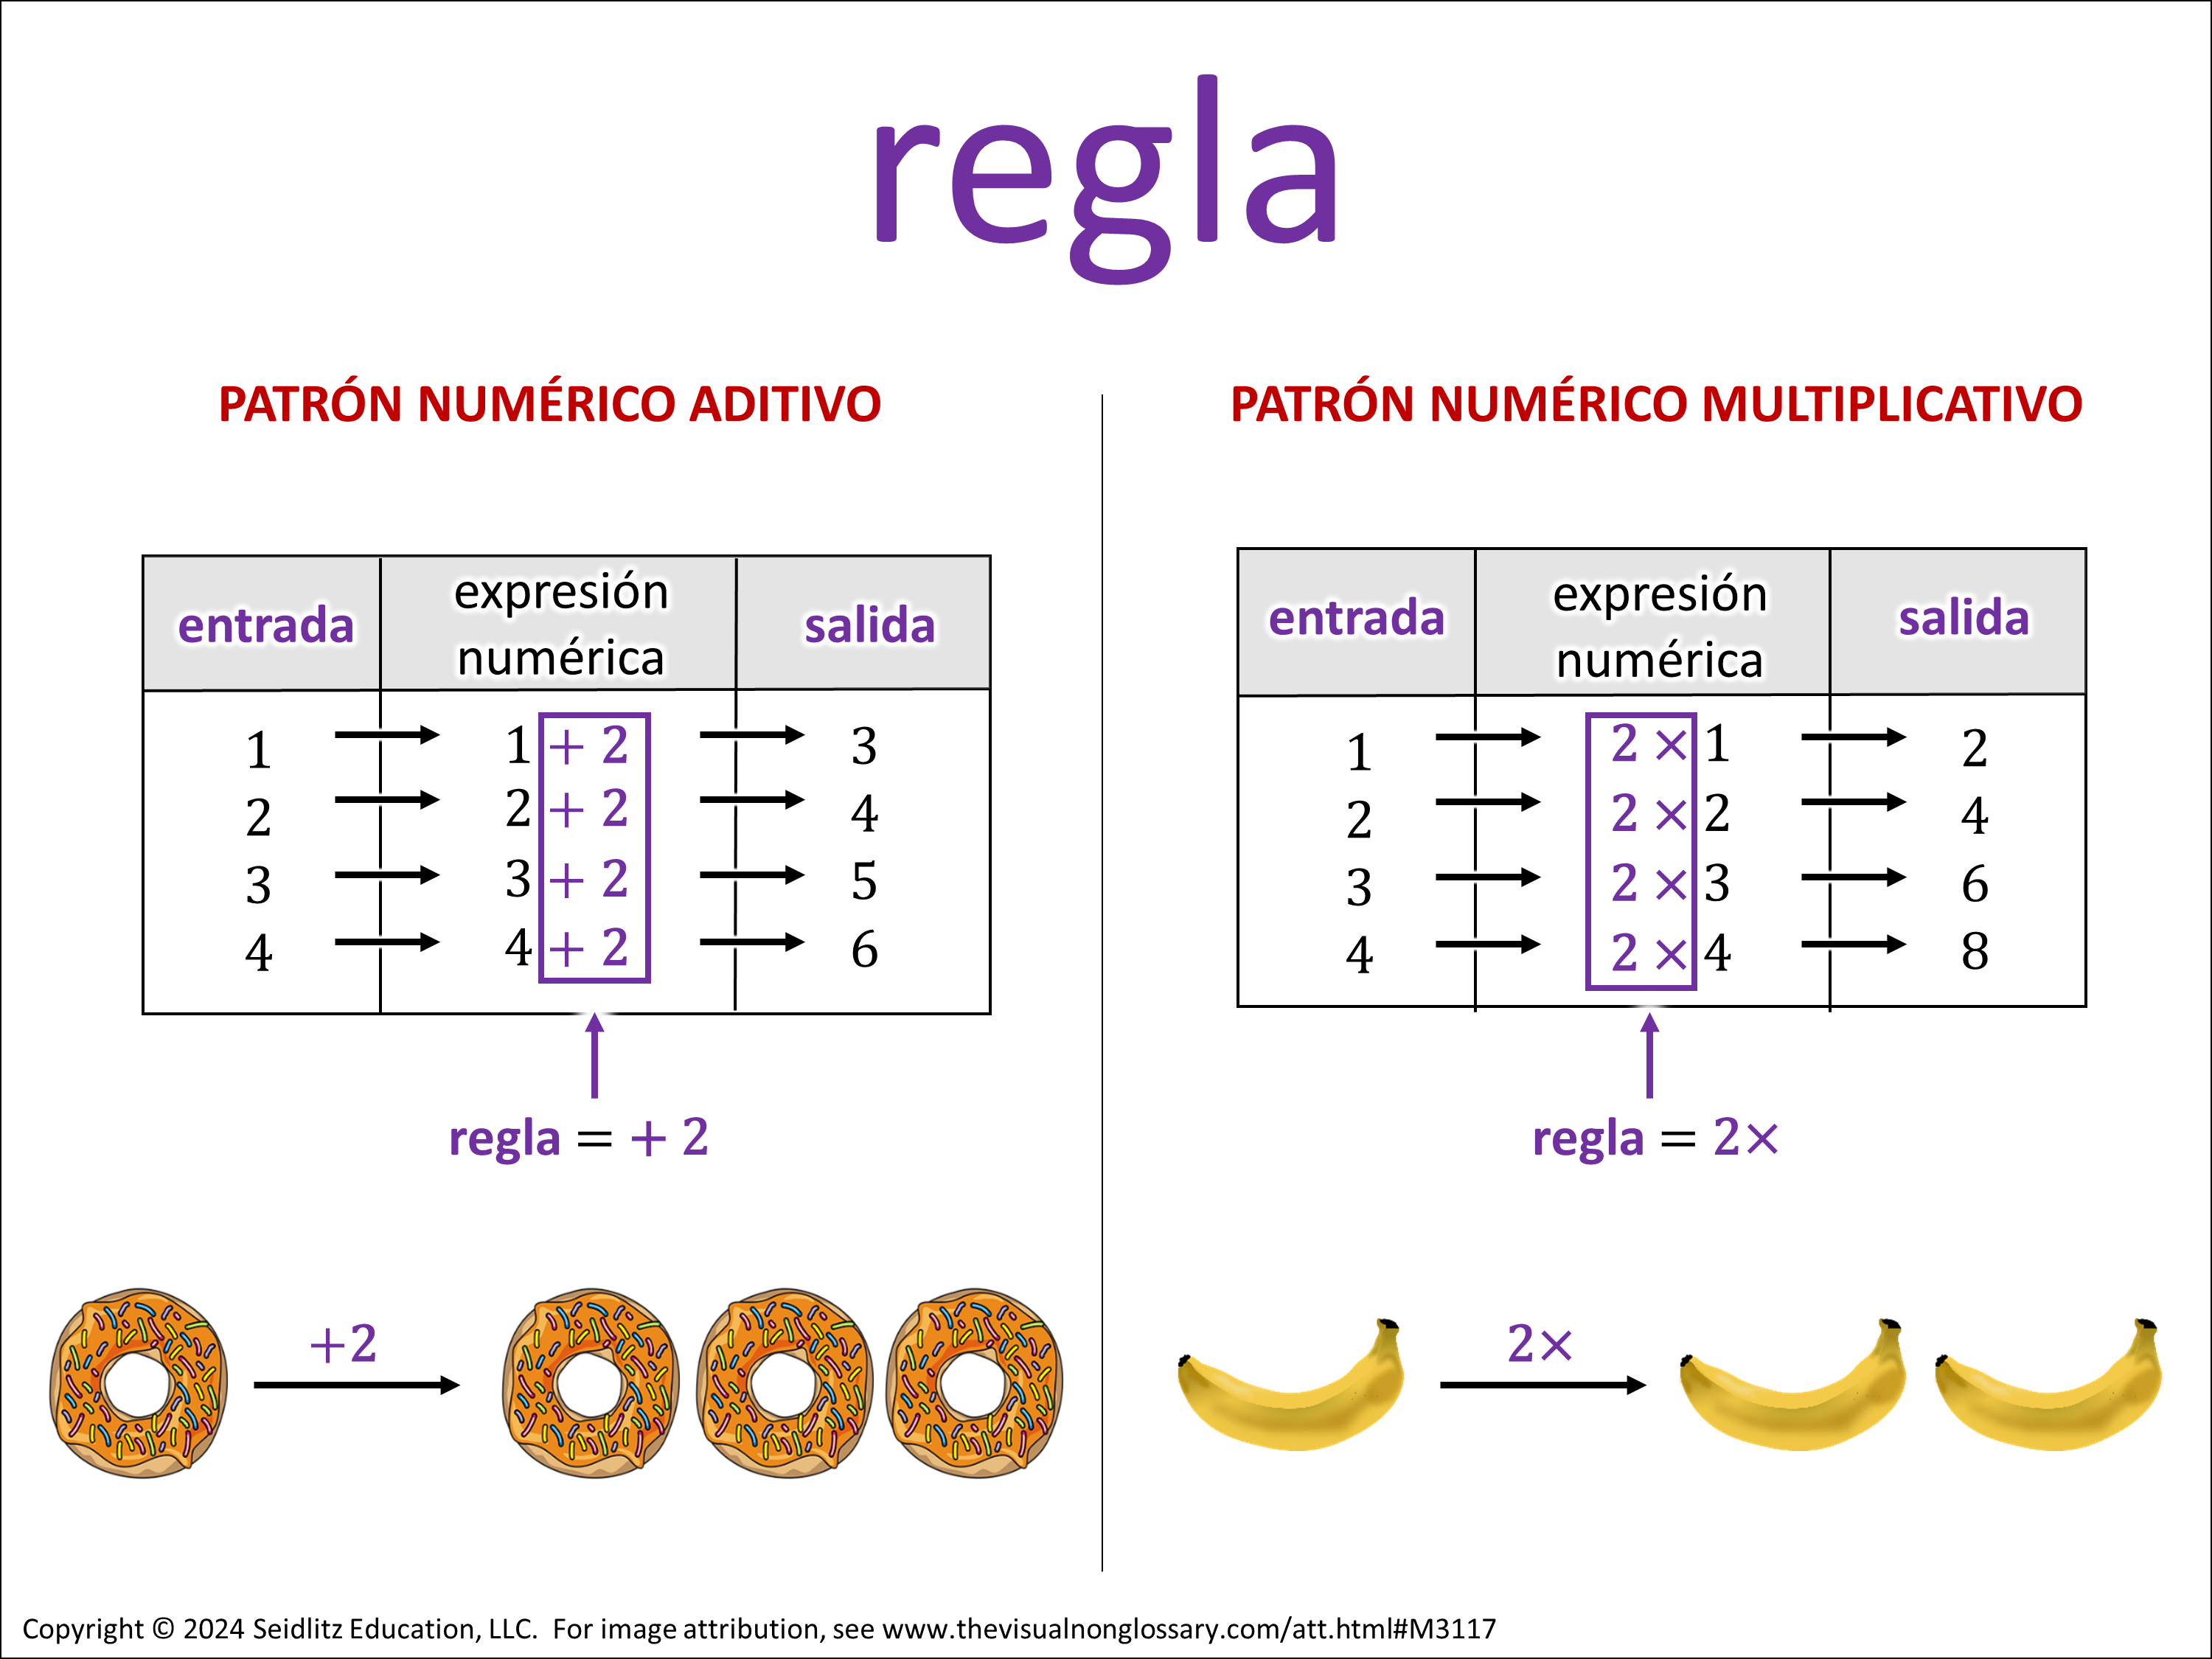 regla
PATRÓN NUMÉRICO ADITIVO
entrada expresión numérica salida
1 1 + 2 3
2 2 + 2 4
3 3 + 2 5
4 4 + 2 6
regla = + 2
+2
PATRÓN NUMÉRICO MULTIPLICATIVO
entrada expresión numérica salida
1 2 × 1 2
2 2 × 2 4
3 2 × 3 6
4 2 × 4 8
regla = 2×
2×
Copyright © 2024 Seidlitz Education, LLC. For image attribution, see www.thevisualnonglossary.com/att.html#M3117